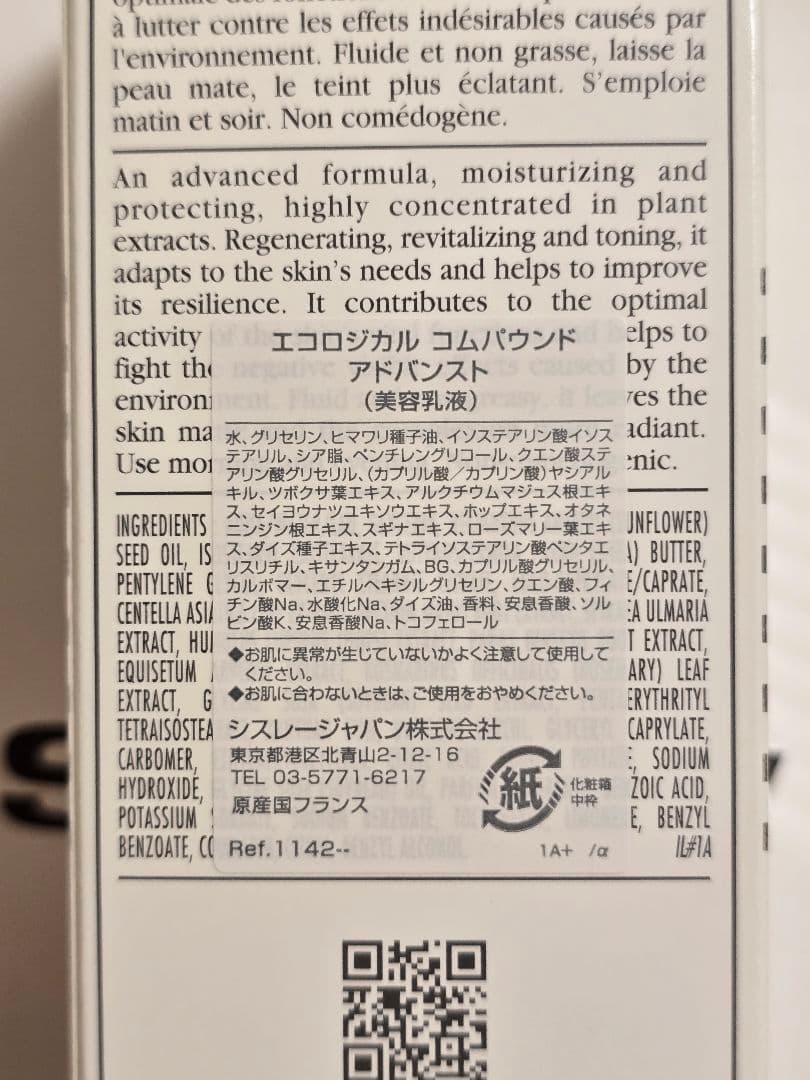 à lutter contre les effets indésirables causés par
l'environnement. Fluide et non grasse, laisse la
peau mate, le teint plus éclatant. S'emploie
matin et soir. Non comédogène.
An advanced formula, moisturizing and
protecting, highly concentrated in plant
extracts. Regenerating, revitalizing and toning, it
adapts to the skin's needs and helps to improve
its resilience. It contributes to the optimal
activity
elps to
fight the
by the
environ
ves the
skin ma
adiant.
Use mor
enic.
エコロジカル コムパウンド
アドバンスト
(美容乳液)
水、グリセリン、ヒマワリ種子油、イソステアリン酸イソス
テアリル、シア脂、ペンチレングリコール、クエン酸ステ
アリン酸グリセリル、(カプリル酸/カプリン酸)ヤシアル
キル、ツボクサ葉エキス、アルクチウムマジュス根エキ
ス、セイヨウナツユキソウエキス、ホップエキス、オタネ
ニンジン根エキス、スギナエキス、ローズマリー葉エキ
ス、ダイズ種子エキス、テトライソステアリン酸ペンタエ
リスリチル、キサンタンガム、BG、カプリル酸グリセリル、
カルボマー、エチルヘキシルグリセリン、クエン酸、フィ
チン酸Na、水酸化Na、ダイズ油、香料、安息香酸、ソル
ビン酸K、安息香酸Na、トコフェロール
◆お肌に異常が生じていないかよく注意して使用して
ください。
◆お肌に合わないときは、ご使用をおやめください。
シスレージャパン株式会社
東京都港区北青山2-12-16
TEL 03-5771-6217
原産国フランス
紙
化粧箱
中枠
Ref.1142--
1A+ /α
INGREDIENTS
UNFLOWER)
SEED OIL, IS
) BUTTER,
PENTYLENE G
E/CAPRATE,
CENTELLA ASIA
EA ULMARIA
EXTRACT, HU
T EXTRACT,
EQUISETUM
ARY) LEAF
EXTRACT, G
ERYTHRITYL
TETRAISOSTEA
CAPRYLATE,
CARBOMER,
, SODIUM
HYDROXIDE,
ZOIC ACID,
POTASSIUM
E, BENZYL
BENZOATE, CO
IL#1A